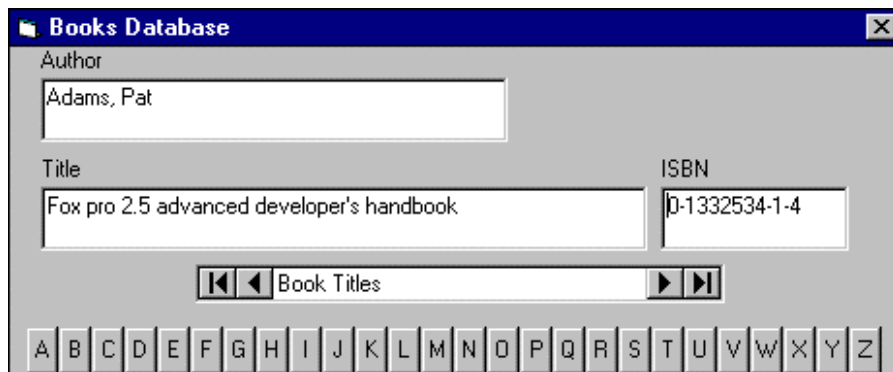 Books Database
Author
Adams, Pat
Title
ISBN
Fox pro 2.5 advanced developer's handbook
0-1332534-1-4
Book Titles
A B C D E F G H I J K L M N O P Q R S T U V W X Y Z